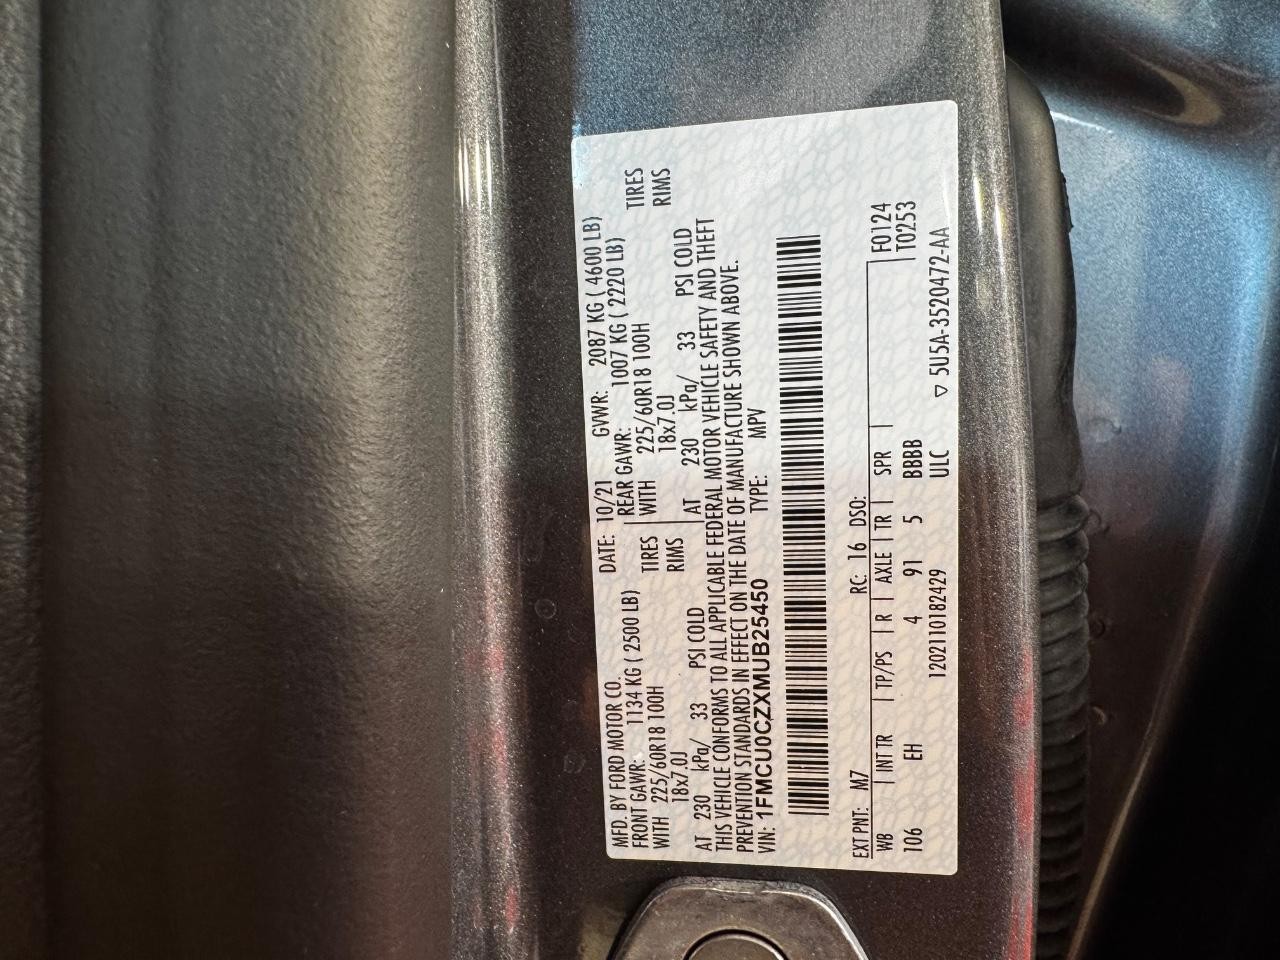 MFD. BY FORD MOTOR CO.
DATE: 10/21 GVWR: 2087 KG ( 4600 LB)
FRONT GAWR: 1134 KG ( 2500 LB) REAR GAWR: 1007 KG ( 2220 LB)
WITH 225/60R18 100H TIRES WITH 225/60R18 100H TIRES
18x7.0J RIMS 18x7.0J RIMS
AT 230 kPa/ 33 PSI COLD AT 230 kPa/ 33 PSI COLD
THIS VEHICLE CONFORMS TO ALL APPLICABLE FEDERAL MOTOR VEHICLE SAFETY AND THEFT
PREVENTION STANDARDS IN EFFECT ON THE DATE OF MANUFACTURE SHOWN ABOVE.
VIN: 1FMCU0CZXMUB25450 TYPE: MPV
EXT PNT: M7 RC: 16 DSO: F0124
WB INT TR TP/PS R AXLE TR SPR T0253
106 EH 4 91 5 BBBB
12021101 82429 ULC ▽ 5U5A-3520472-AA